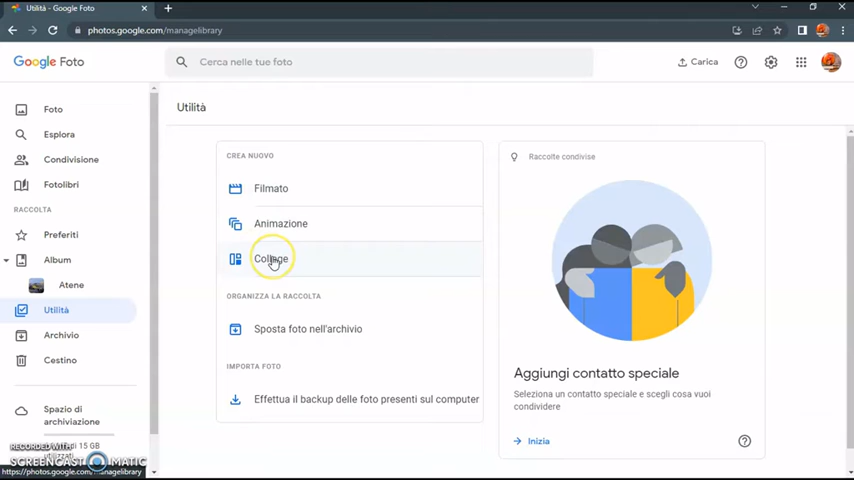 Utilità - Google Foto
photos.google.com/managelibrary
Google Foto
Cerca nelle tue foto
Carica
Foto
Esplora
Condivisione
Fotolibri
RACCOLTA
Preferiti
Album
Atene
Utilità
Archivio
Cestino
Spazio di
archiviazione
di 15 GB
RECORDED WITH
SCREENCAST MATIC
https://photos.google.com/managelibrary
Utilità
CREA NUOVO
Filmato
Animazione
Collage
ORGANIZZA LA RACCOLTA
Sposta foto nell'archivio
IMPORTA FOTO
Effettua il backup delle foto presenti sul computer
Raccolte condivise
Aggiungi contatto speciale
Seleziona un contatto speciale e scegli cosa vuoi
condividere
Inizia